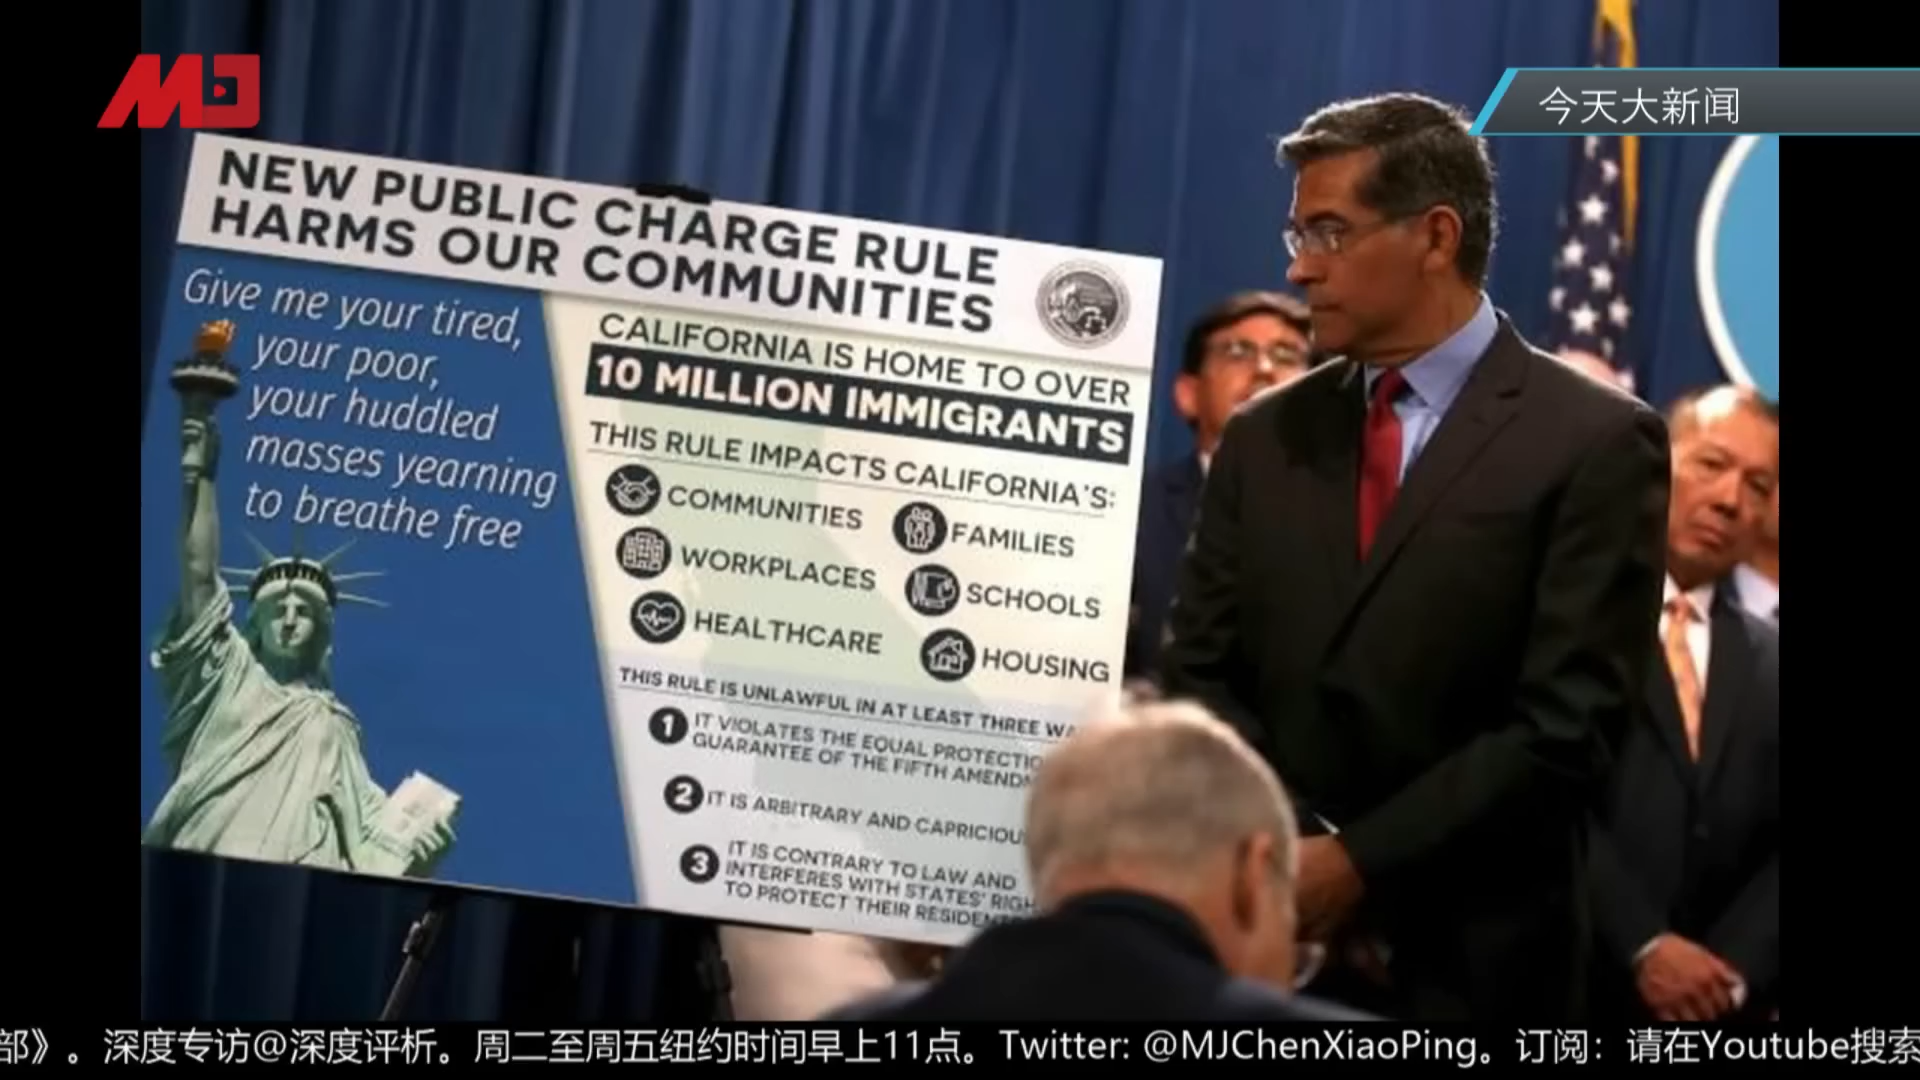 MJ
今天大新闻
NEW PUBLIC CHARGE RULE
HARMS OUR COMMUNITIES
Give me your tired,
your poor,
your huddled
masses yearning
to breathe free
CALIFORNIA IS HOME TO OVER
10 MILLION IMMIGRANTS
THIS RULE IMPACTS CALIFORNIA'S:
COMMUNITIES
FAMILIES
WORKPLACES
SCHOOLS
HEALTHCARE
HOUSING
THIS RULE IS UNLAWFUL IN AT LEAST THREE
1 IT VIOLATES THE EQUAL
GUARANTEE OF THE FIFTH
2 IT IS ARBITRARY AND
3 IT IS CONTRARY TO LAW AND
INTERFERES WITH STATES'
TO PROTECT THEIR
部》。深度专访@深度评析。周二至周五纽约时间早上11点。Twitter: @MJChenXiaoPing。订阅：请在Youtube搜索